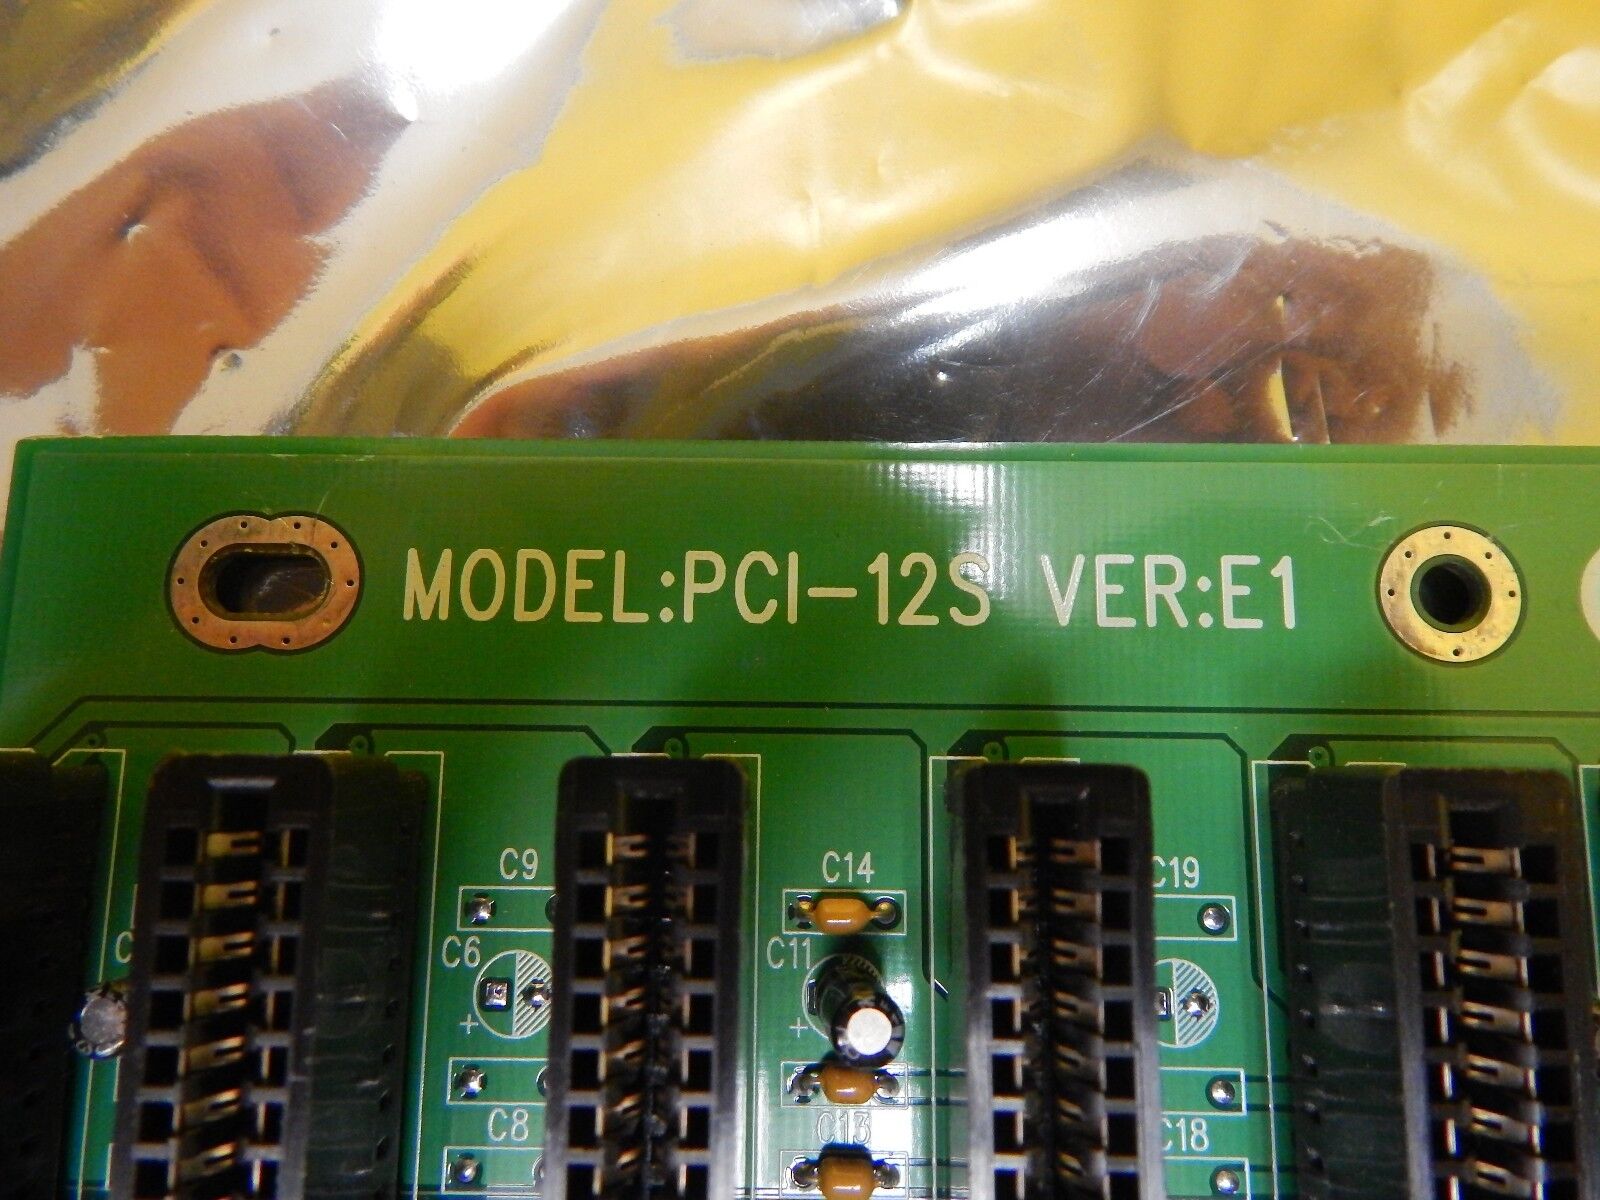 MODEL:PCI-12S VER:E1
C9
C14
C19
C6
C11
+
+
C8
C13
C18